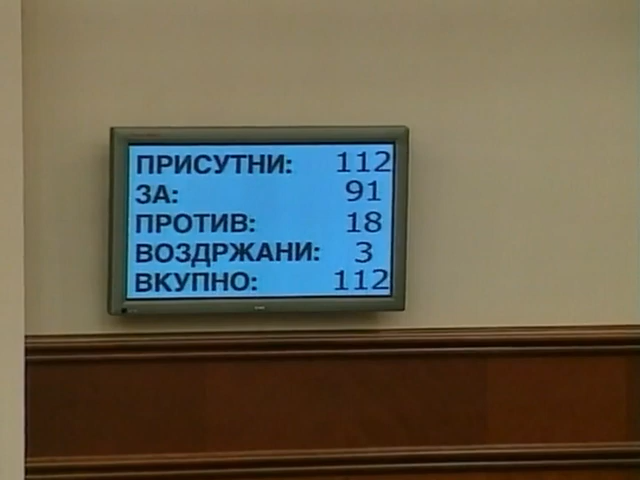 ПРИСУТНИ: 112
ЗА: 91
ПРОТИВ: 18
ВОЗДРЖАНИ: 3
ВКУПНО: 112